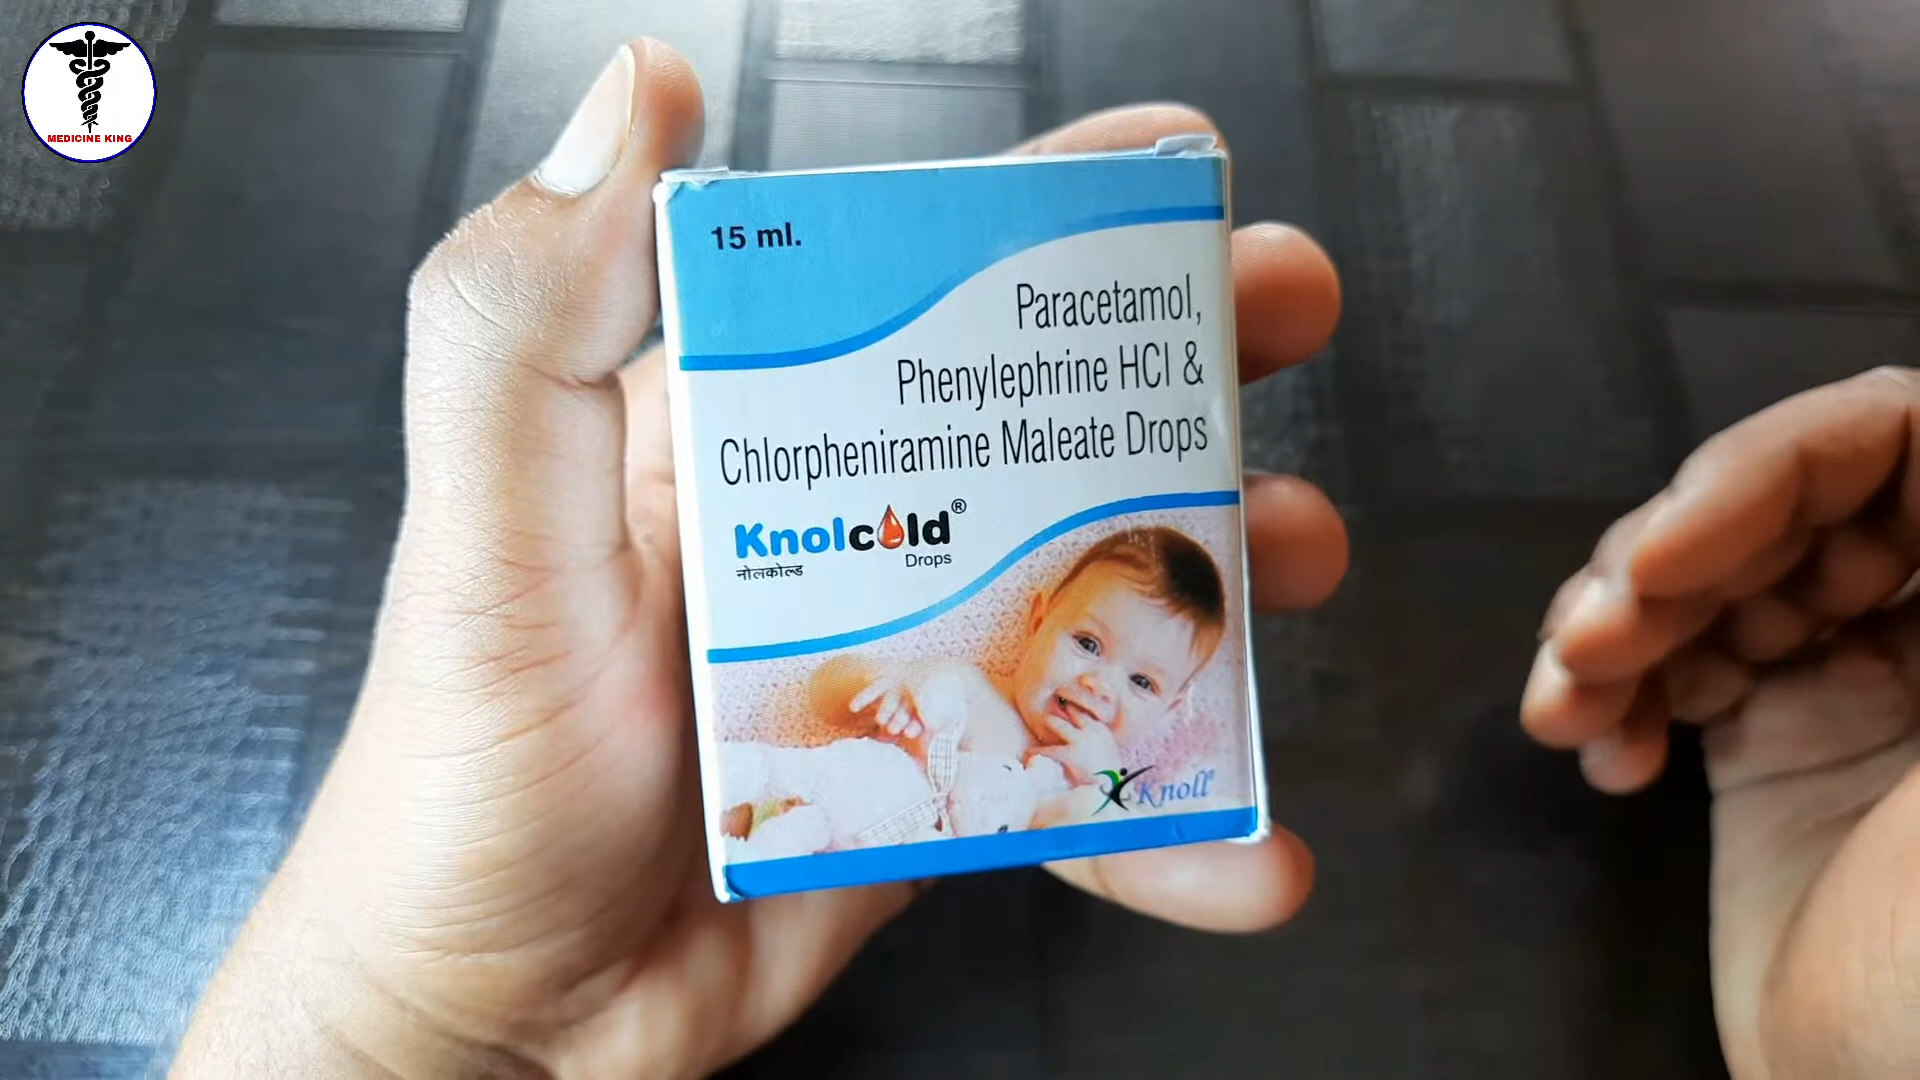 MEDICINE KING
15 ml.
Paracetamol,
Phenylephrine HCl &
Chlorpheniramine Maleate Drops
Knolcold®
Drops
नोलकोल्ड
Knoll®